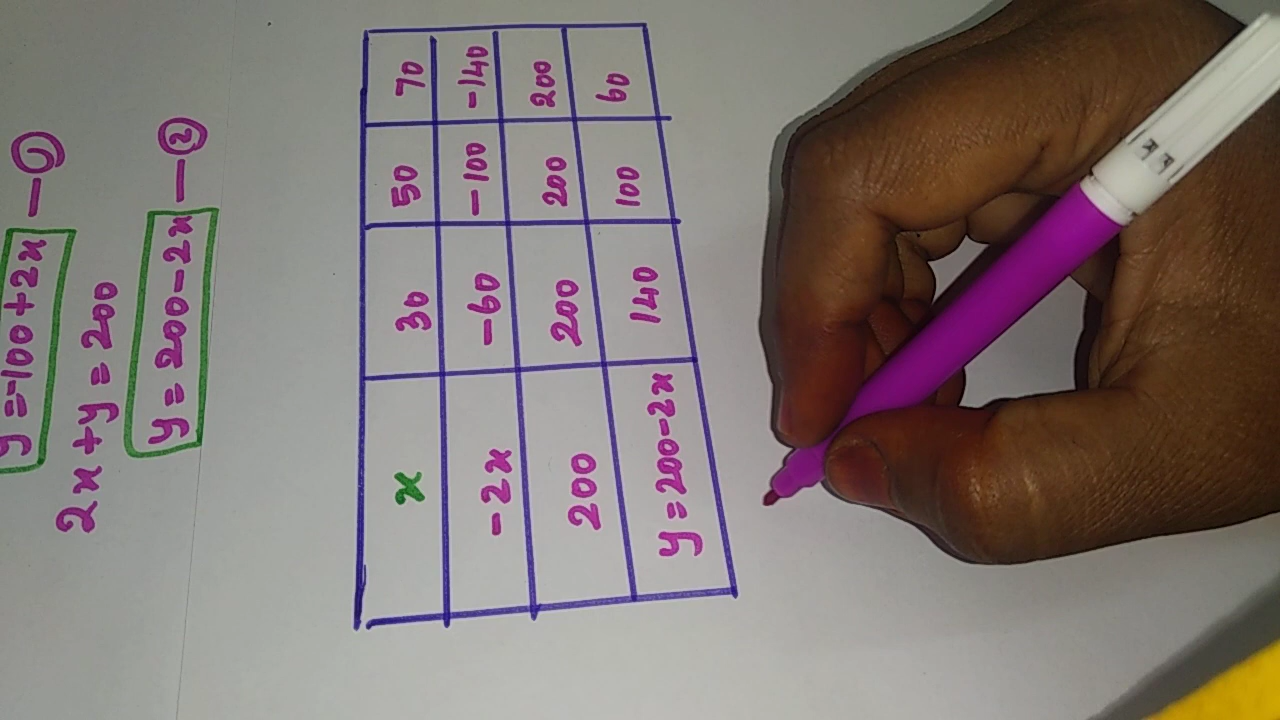 y = -100 + 2x — ①
2x + y = 200
y = 200 - 2x — ②
x 30 50 70
-2x -60 -100 -140
200 200 200 200
y = 200 - 2x 140 100 60